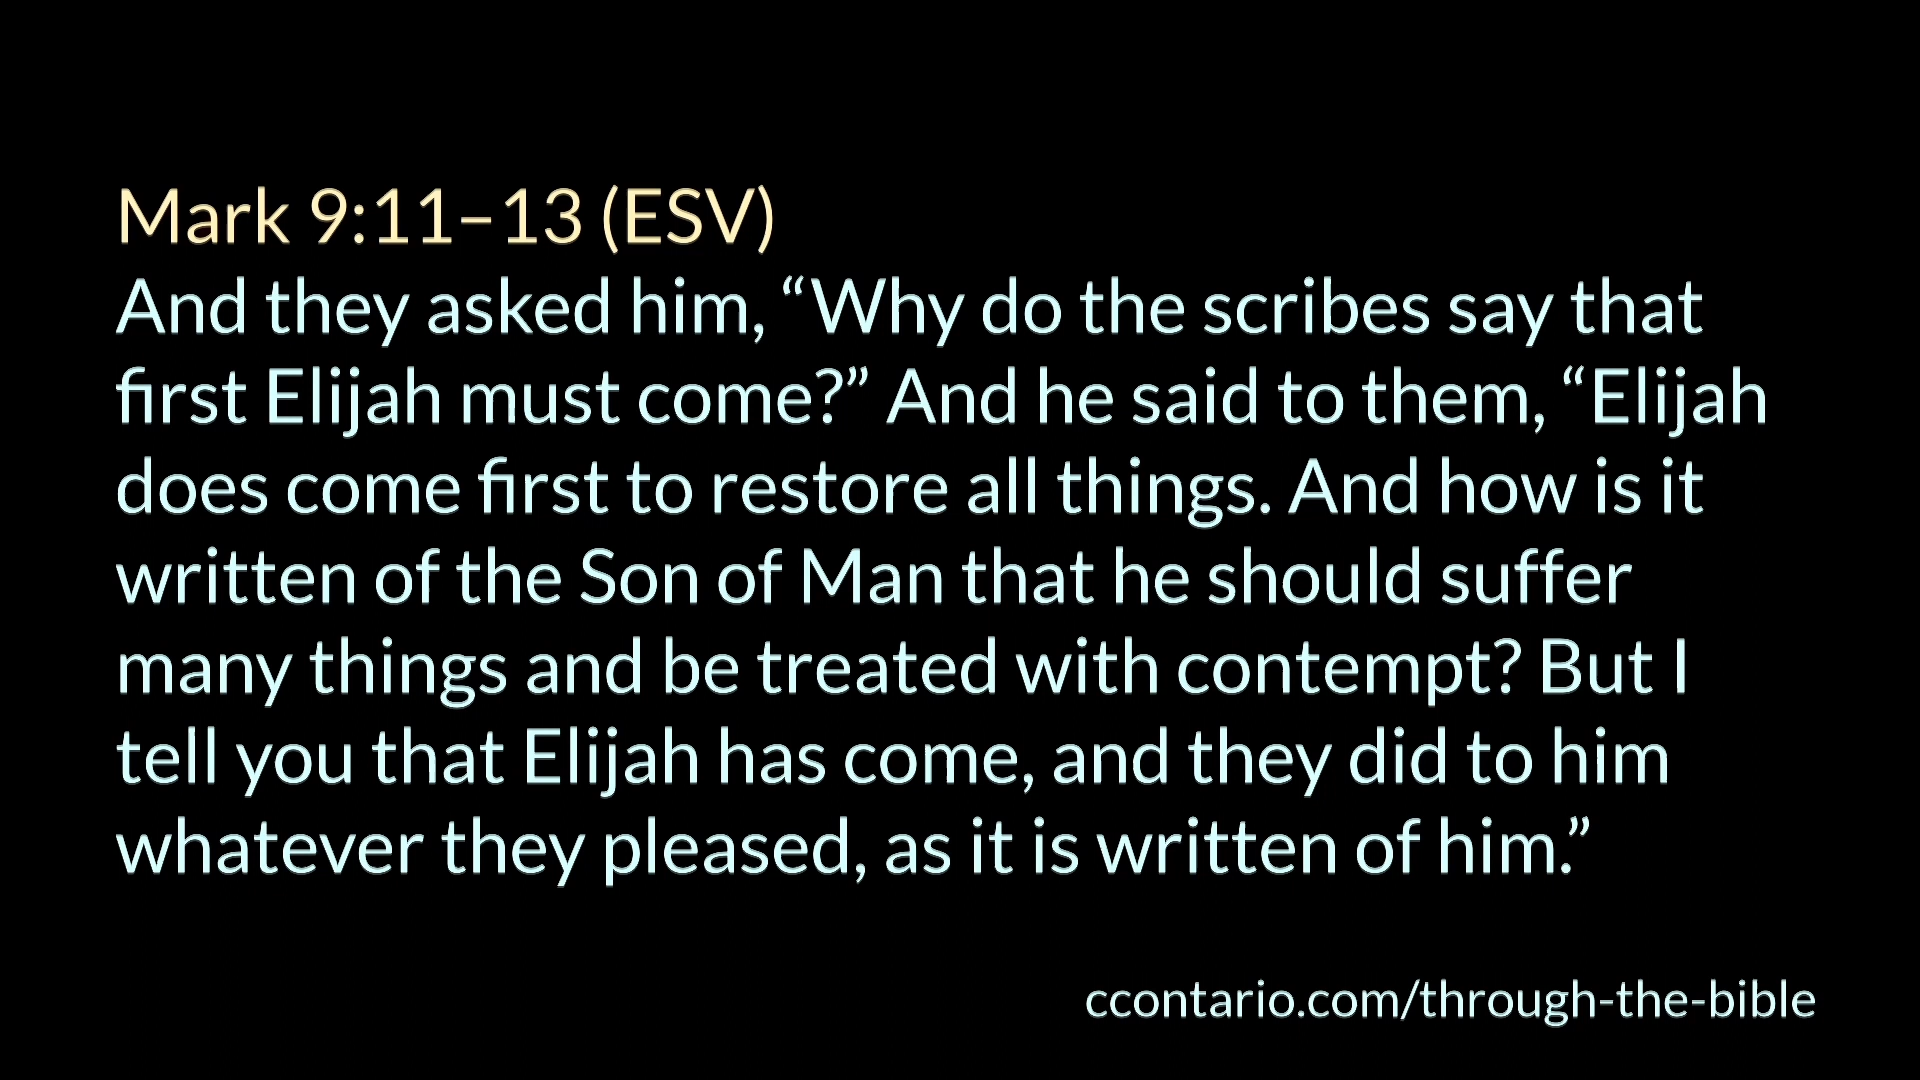 Mark 9:11–13 (ESV)
And they asked him, “Why do the scribes say that
first Elijah must come?” And he said to them, “Elijah
does come first to restore all things. And how is it
written of the Son of Man that he should suffer
many things and be treated with contempt? But I
tell you that Elijah has come, and they did to him
whatever they pleased, as it is written of him.”
ccontario.com/through-the-bible